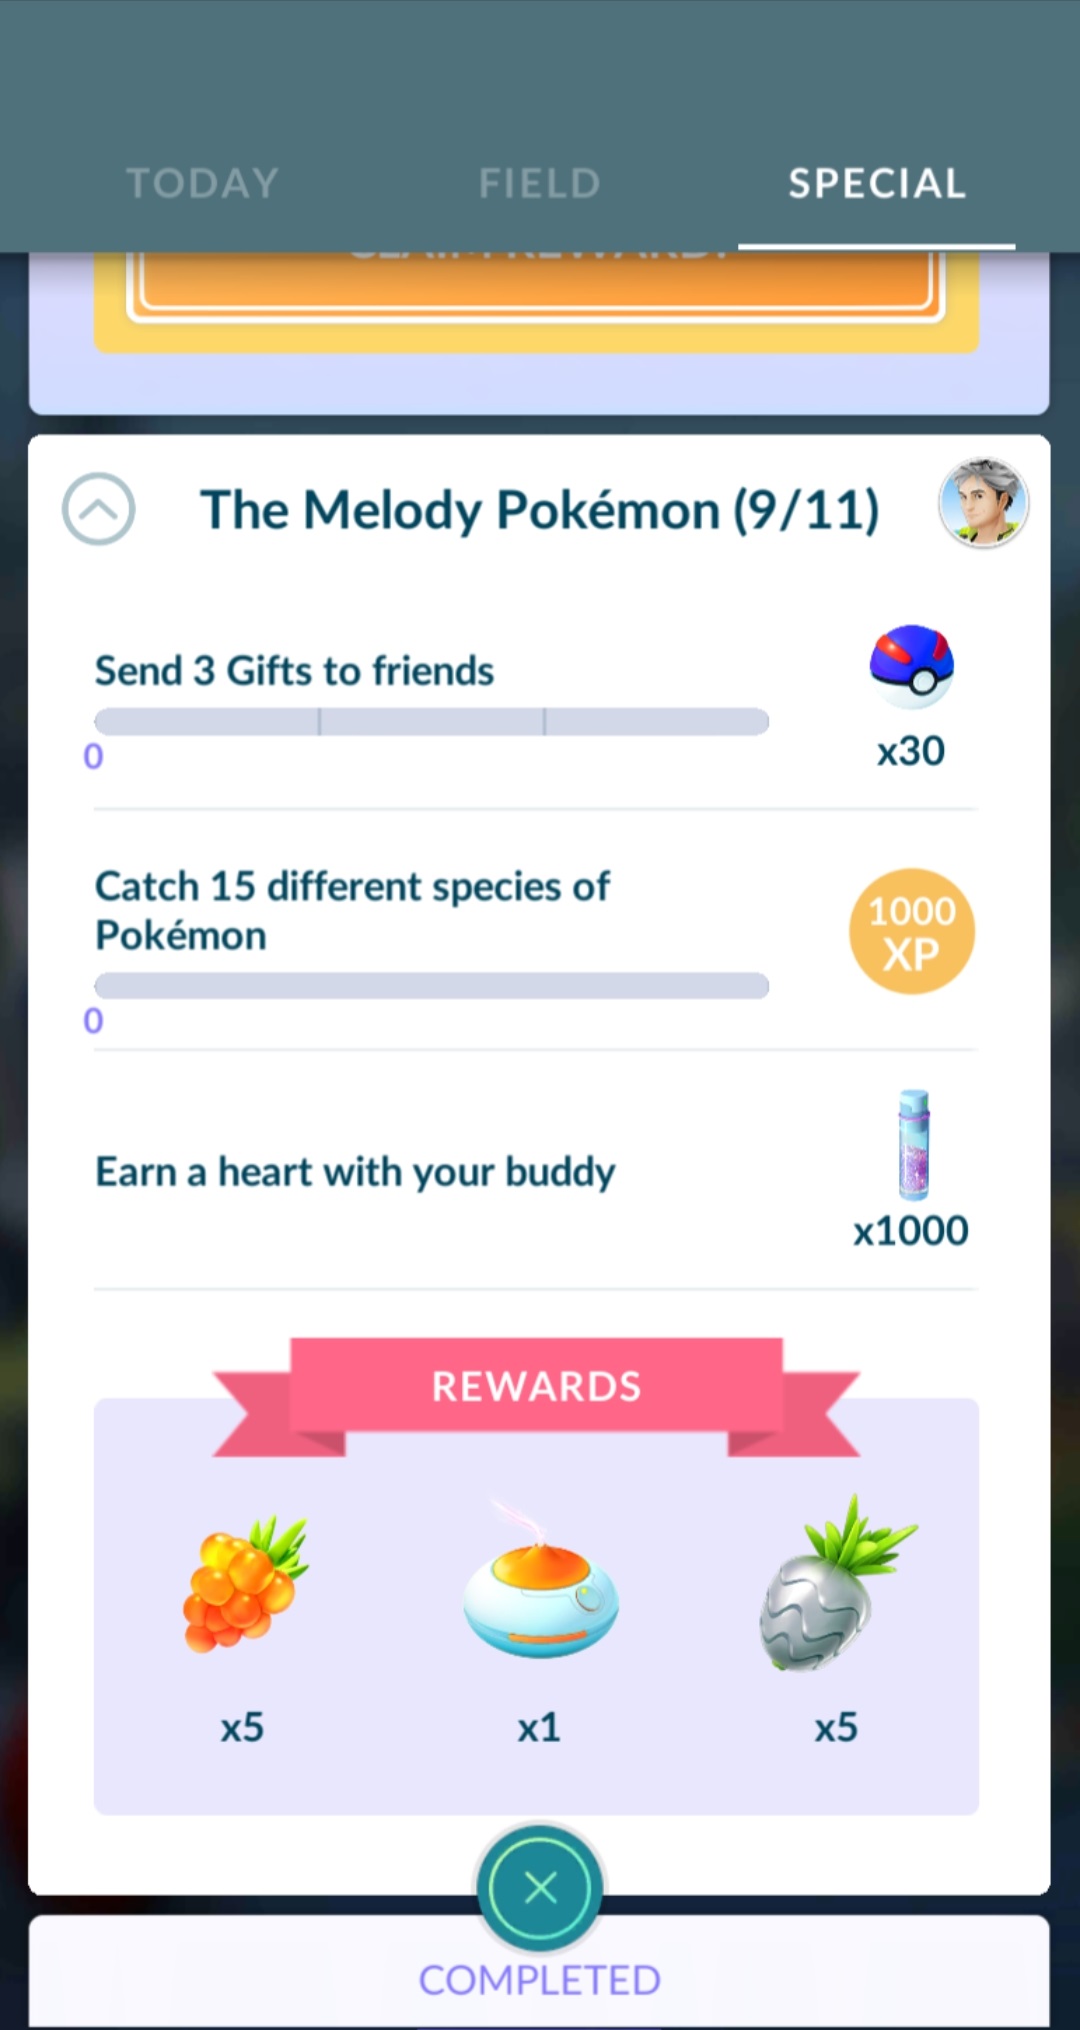 TODAY
FIELD
SPECIAL
The Melody Pokémon (9/11)
Send 3 Gifts to friends
0
x30
Catch 15 different species of
Pokémon
0
1000
XP
Earn a heart with your buddy
x1000
REWARDS
x5
x1
x5
COMPLETED